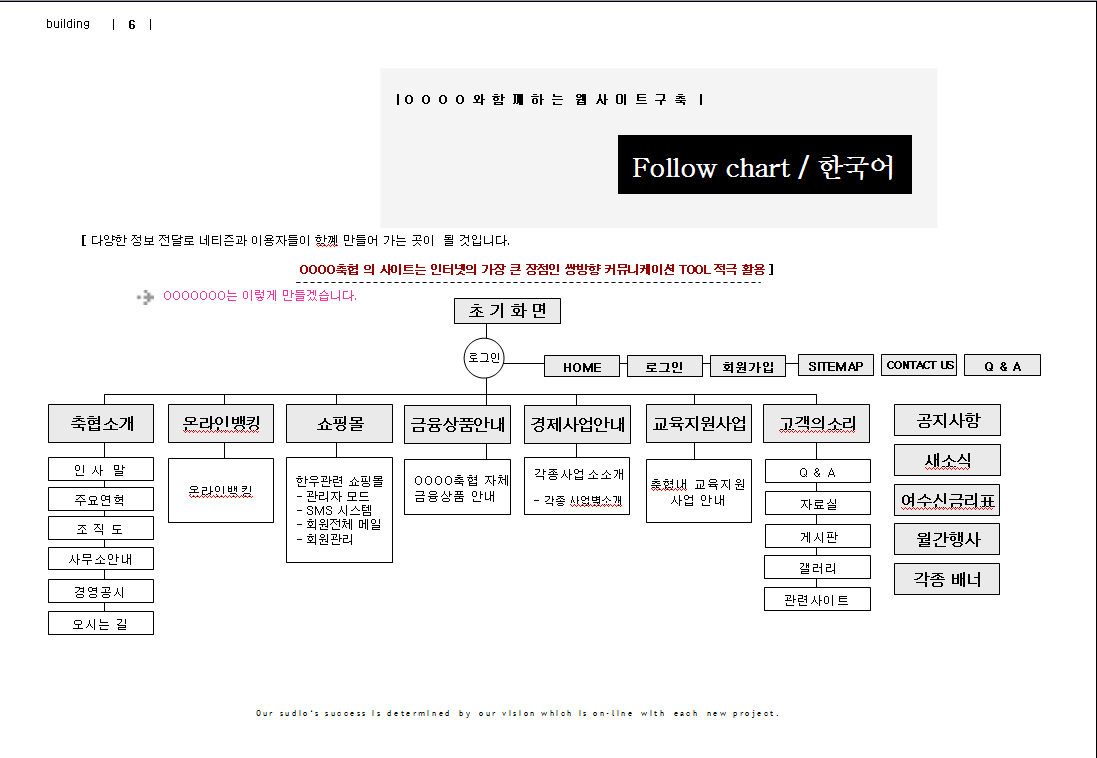 building | 6 |
|O O O O 와 함 께 하 는 웹 사 이 트 구 축 |
Follow chart / 한국어
[ 다양한 정보 전달로 네티즌과 이용자들이 함꼐 만들어 가는 곳이 될 것입니다.
OOOO축협 의 사이트는 인터넷의 가장 큰 장점인 쌍방향 커뮤니케이션 TOOL 적극 활용 ]
OOOOOOO는 이렇게 만들겠습니다.
초 기 화 면
로그인
HOME 로그인 회원가입 SITEMAP CONTACT US Q & A
축협소개 온라인뱅킹 쇼핑몰 금융상품안내 경제사업안내 교육지원사업 고객의소리
인 사 말
주요연혁
조 직 도
사무소안내
경영공시
오시는 길
온라인뱅킹
한우관련 쇼핑몰
- 관리자 모드
- SMS 시스템
- 회원전체 메일
- 회원관리
OOOO축협 자체
금융상품 안내
각종사업 소소개
- 각종 사업별소개
축협내 교육지원
사업 안내
Q & A
자료실
게시판
갤러리
관련사이트
공지사항
새소식
여수신금리표
월간행사
각종 배너
Our sudio's success is determined by our vision which is on-line with each new project.